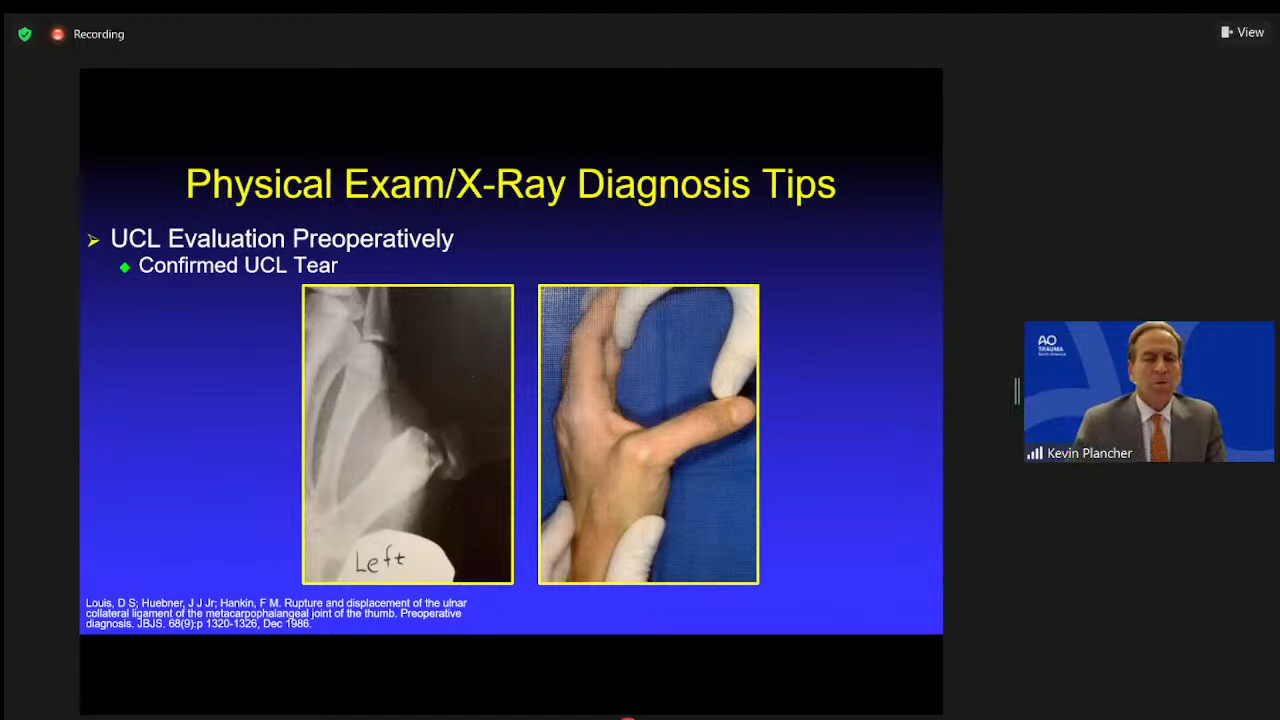 Recording
View
Physical Exam/X-Ray Diagnosis Tips
UCL Evaluation Preoperatively
Confirmed UCL Tear
Left
Louis, D S; Huebner, J J Jr; Hankin, F M. Rupture and displacement of the ulnar
collateral ligament of the metacarpophalangeal joint of the thumb. Preoperative
diagnosis. JBJS. 68(9):p 1320-1326, Dec 1986.
AO
TRAUMA
North America
Kevin Plancher